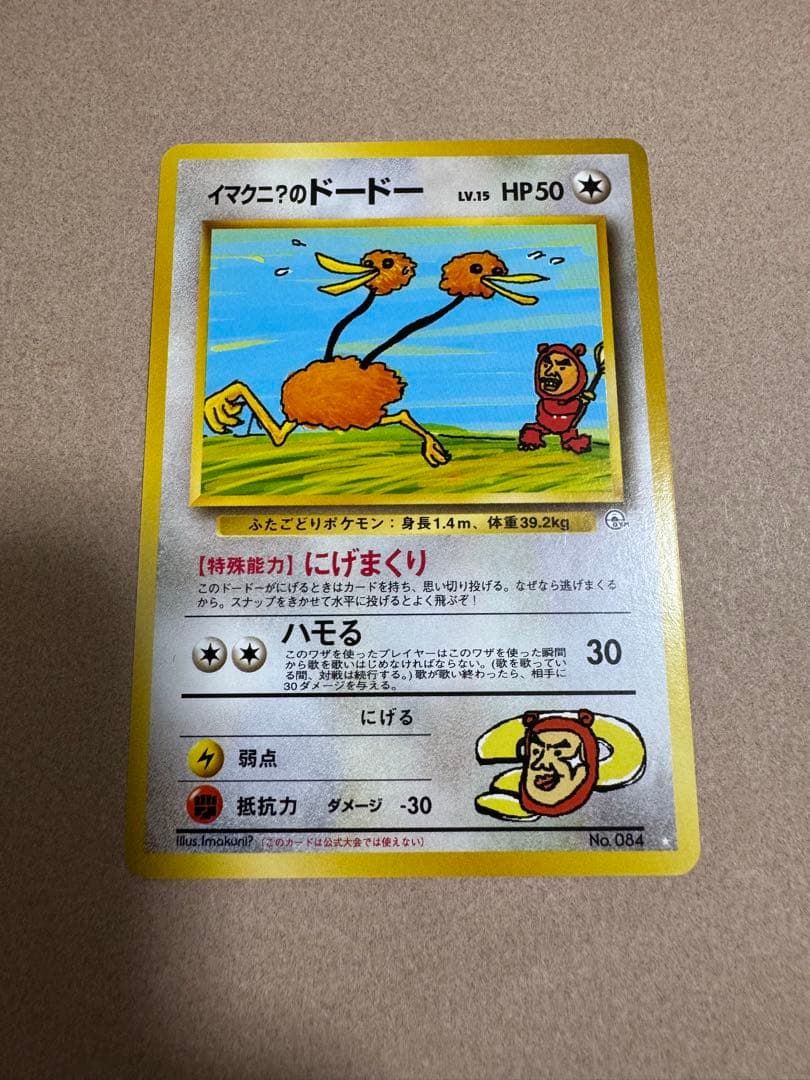 イマクニ?のドードー LV.15 HP50
ふたごどりポケモン：身長1.4m、体重39.2kg
GYM
【特殊能力】にげまくり
このドードーがにげるときはカードを持ち、思い切り投げる。なぜなら逃げまくる
から。スナップをきかせて水平に投げるとよく飛ぶぞ！
ハモる
このワザを使ったプレイヤーはこのワザを使った瞬間
から歌を歌いはじめなければならない。(歌を歌ってい
る間、対戦は続行する。)歌が歌い終わったら、相手に
30ダメージを与える。
30
にげる
弱点
抵抗力 ダメージ -30
Illus.Imakuni? (このカードは公式大会では使えない) No. 084